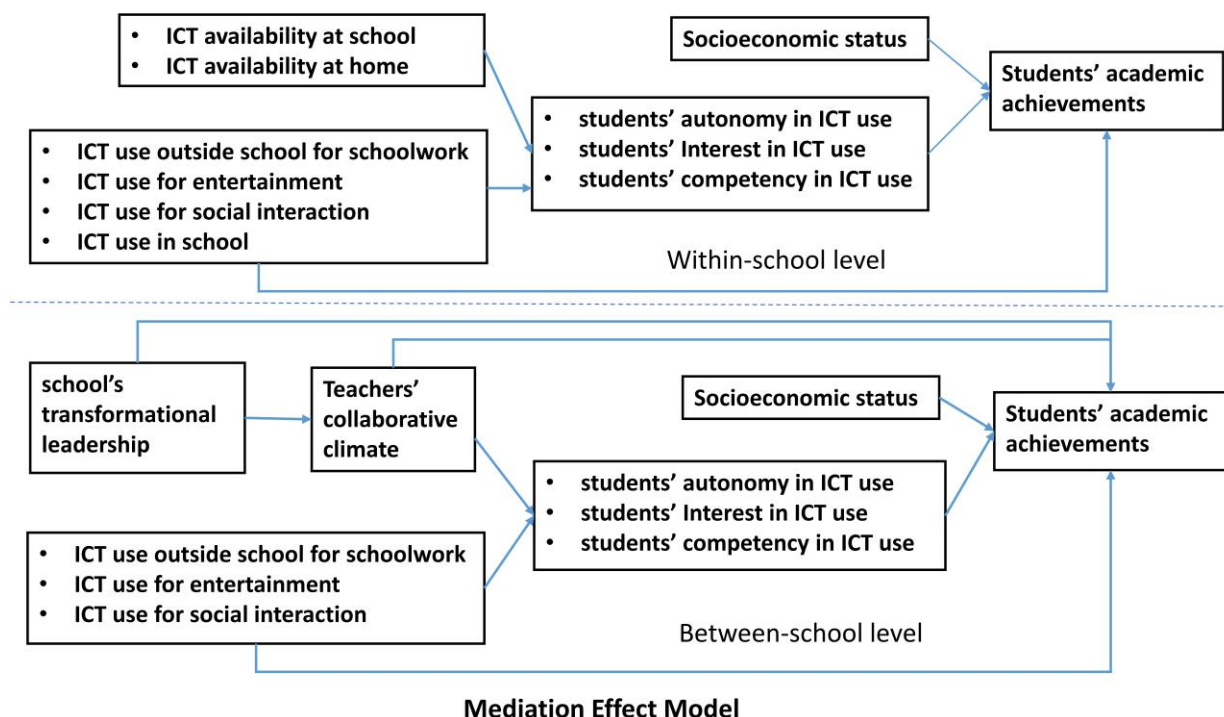 • ICT availability at school
• ICT availability at home
Socioeconomic status
Students’ academic
achievements
• students’ autonomy in ICT use
• students’ Interest in ICT use
• students’ competency in ICT use
• ICT use outside school for schoolwork
• ICT use for entertainment
• ICT use for social interaction
• ICT use in school
Within-school level
school’s
transformational
leadership
Teachers’
collaborative
climate
Socioeconomic status
Students’ academic
achievements
• students’ autonomy in ICT use
• students’ Interest in ICT use
• students’ competency in ICT use
• ICT use outside school for schoolwork
• ICT use for entertainment
• ICT use for social interaction
Between-school level
Mediation Effect Model